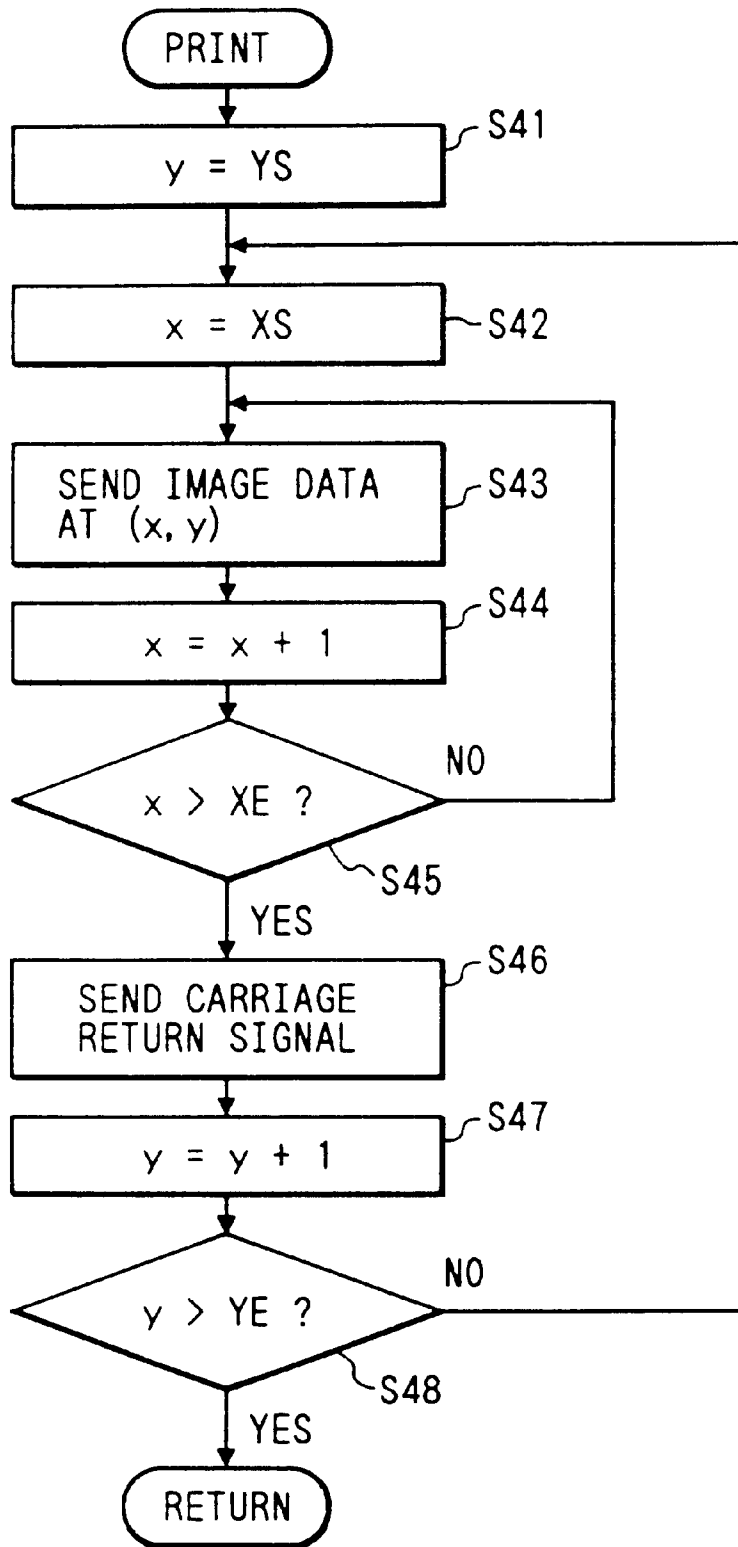 PRINT
S41
y = YS
x = XS
S42
SEND IMAGE DATA
AT (x, y)
S43
S44
x = x + 1
NO
x > XE ?
S45
YES
S46
SEND CARRIAGE
RETURN SIGNAL
S47
y = y + 1
NO
y > YE ?
S48
YES
RETURN